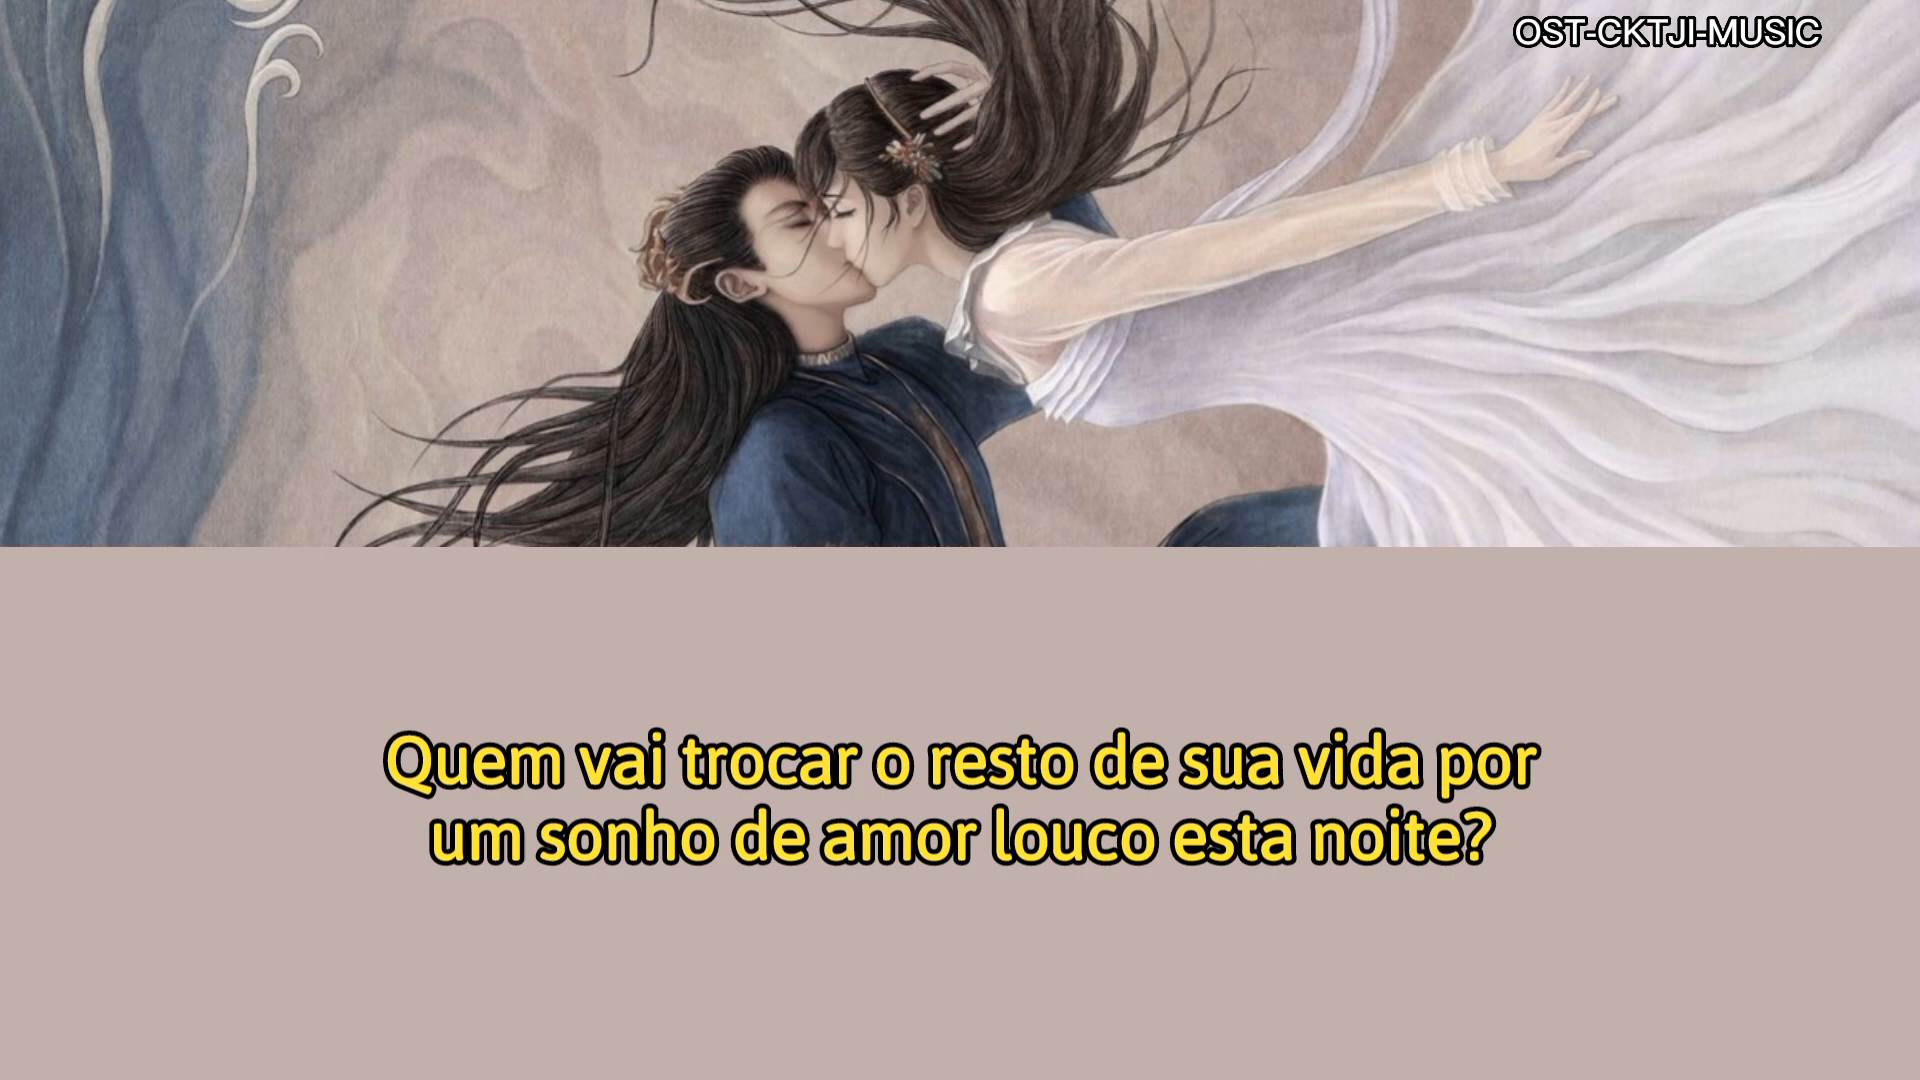 OST-CKTJI-MUSIC
Quem vai trocar o resto de sua vida por
um sonho de amor louco esta noite?